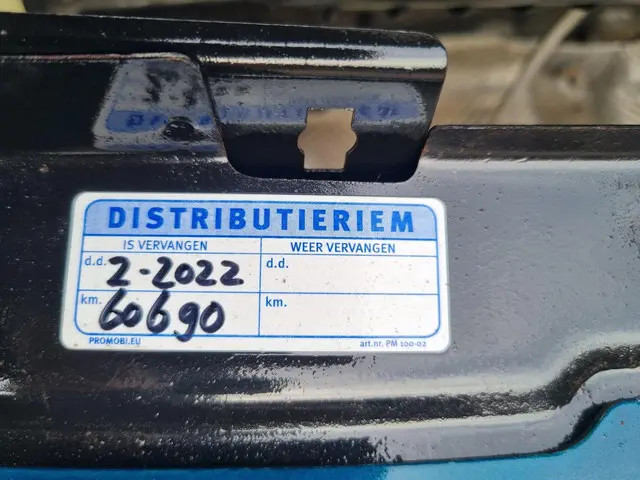 DISTRIBUTIERIEM
IS VERVANGEN WEER VERVANGEN
d.d. 2-2022 d.d.
km. 60690 km.
PROMOBI.EU art.nr. PM 100-02